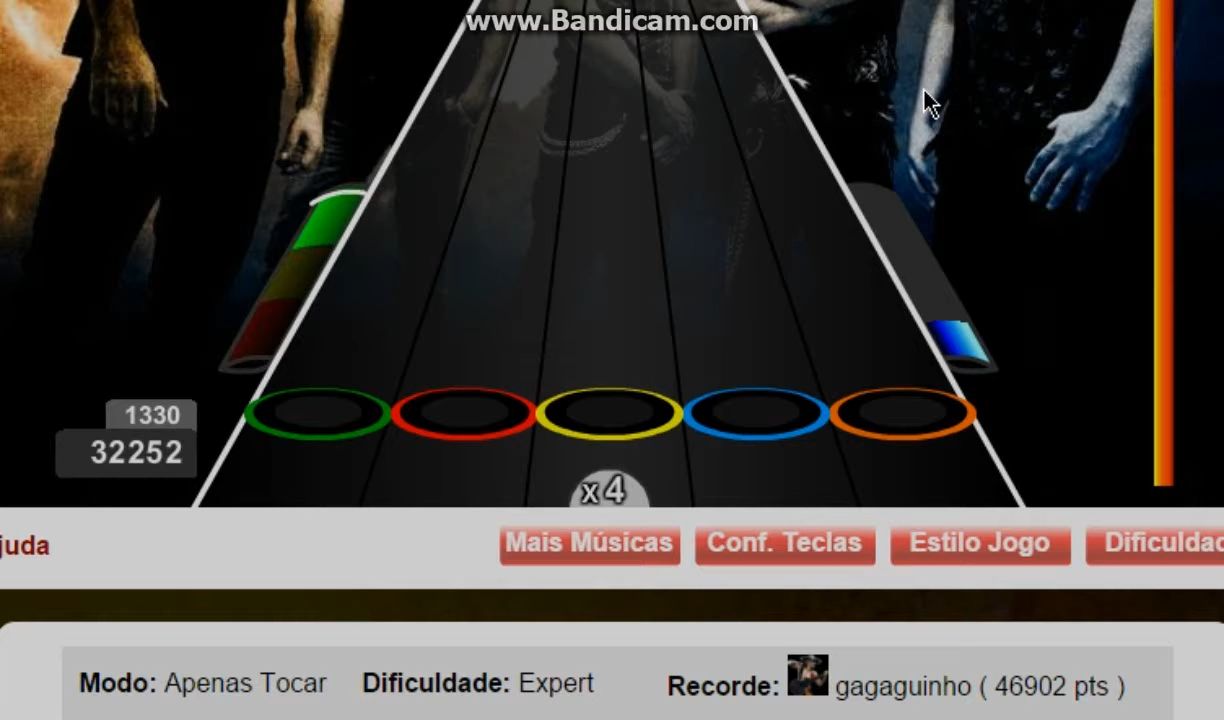 www.Bandicam.com
1330
32252
x4
juda
Mais Músicas
Conf. Teclas
Estilo Jogo
Dificuldad
Modo: Apenas Tocar
Dificuldade: Expert
Recorde: gagaguinho ( 46902 pts )